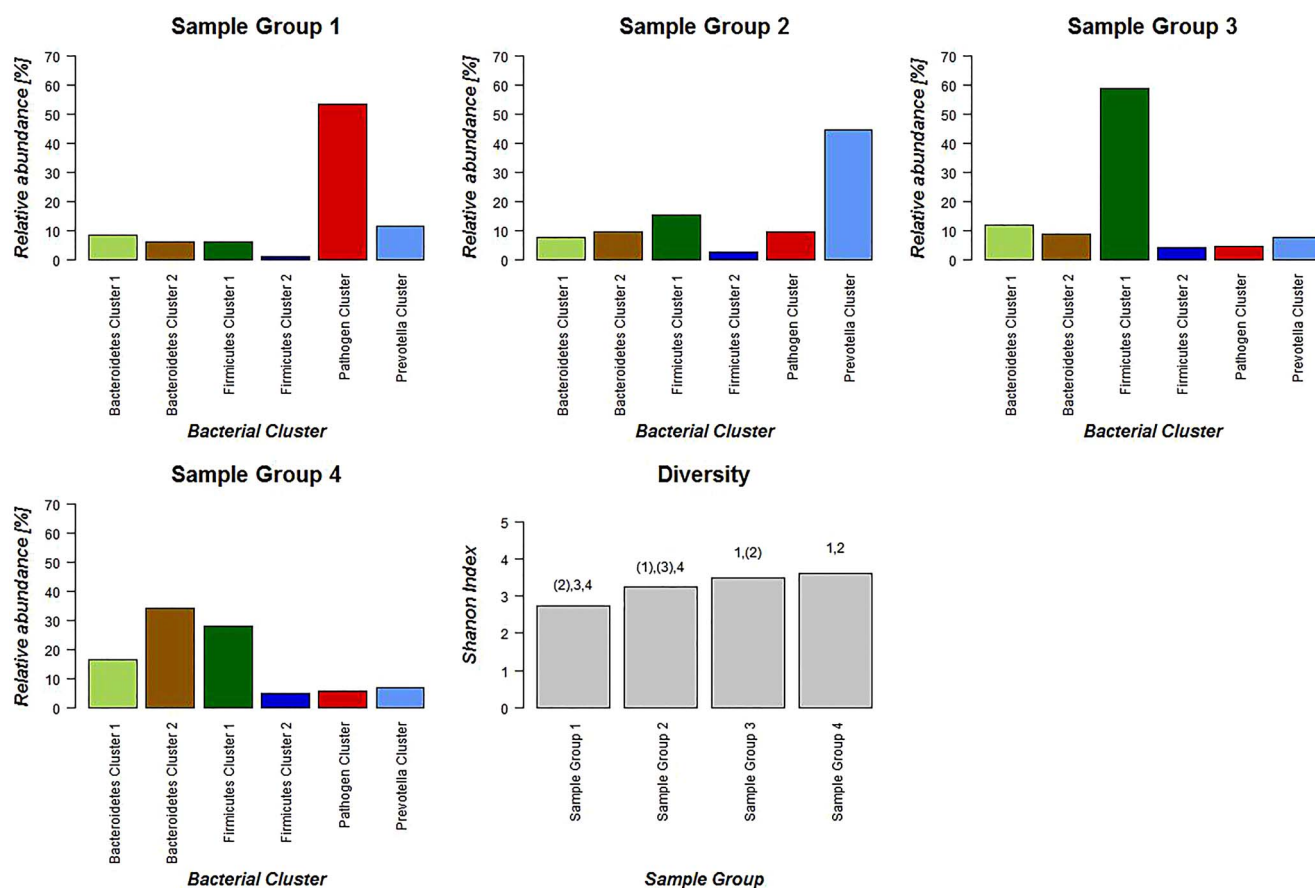 Sample Group 1
Relative abundance [%]
70
60
50
40
30
20
10
0
Bacteroidetes Cluster 1
Bacteroidetes Cluster 2
Firmicutes Cluster 1
Firmicutes Cluster 2
Pathogen Cluster
Prevotella Cluster
Bacterial Cluster
Sample Group 2
Relative abundance [%]
70
60
50
40
30
20
10
0
Bacteroidetes Cluster 1
Bacteroidetes Cluster 2
Firmicutes Cluster 1
Firmicutes Cluster 2
Pathogen Cluster
Prevotella Cluster
Bacterial Cluster
Sample Group 3
Relative abundance [%]
70
60
50
40
30
20
10
0
Bacteroidetes Cluster 1
Bacteroidetes Cluster 2
Firmicutes Cluster 1
Firmicutes Cluster 2
Pathogen Cluster
Prevotella Cluster
Bacterial Cluster
Sample Group 4
Relative abundance [%]
70
60
50
40
30
20
10
0
Bacteroidetes Cluster 1
Bacteroidetes Cluster 2
Firmicutes Cluster 1
Firmicutes Cluster 2
Pathogen Cluster
Prevotella Cluster
Bacterial Cluster
Diversity
Shanon Index
5
4
3
2
1
0
(2),3,4
(1),(3),4
1,(2)
1,2
Sample Group 1
Sample Group 2
Sample Group 3
Sample Group 4
Sample Group